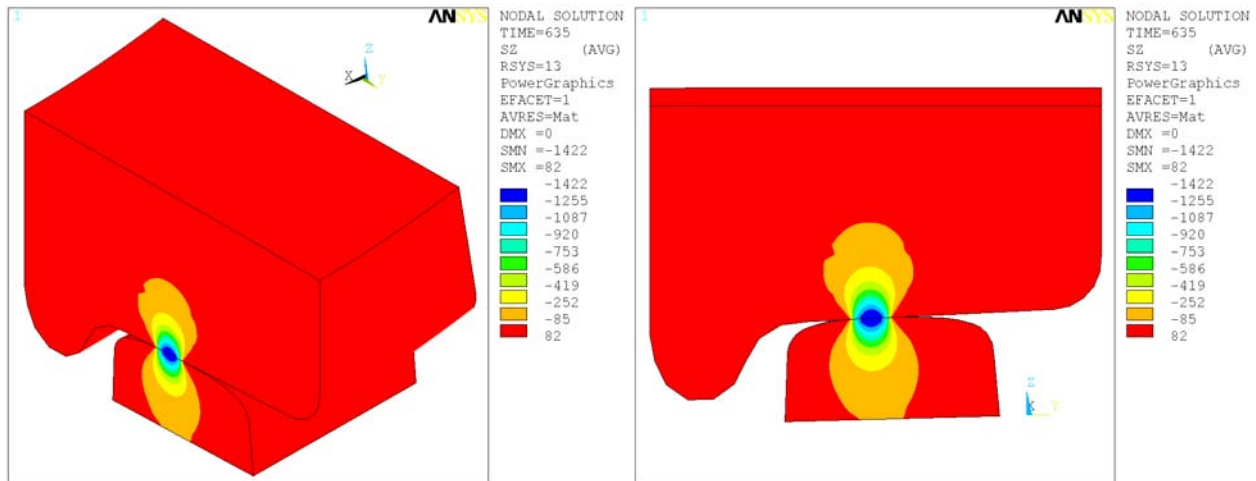 1
ANSYS
X
Z
Y
NODAL SOLUTION
TIME=635
SZ (AVG)
RSYS=13
PowerGraphics
EFACET=1
AVRES=Mat
DMX =0
SMN =-1422
SMX =82
-1422
-1255
-1087
-920
-753
-586
-419
-252
-85
82
1
ANSYS
Z
X
Y
NODAL SOLUTION
TIME=635
SZ (AVG)
RSYS=13
PowerGraphics
EFACET=1
AVRES=Mat
DMX =0
SMN =-1422
SMX =82
-1422
-1255
-1087
-920
-753
-586
-419
-252
-85
82